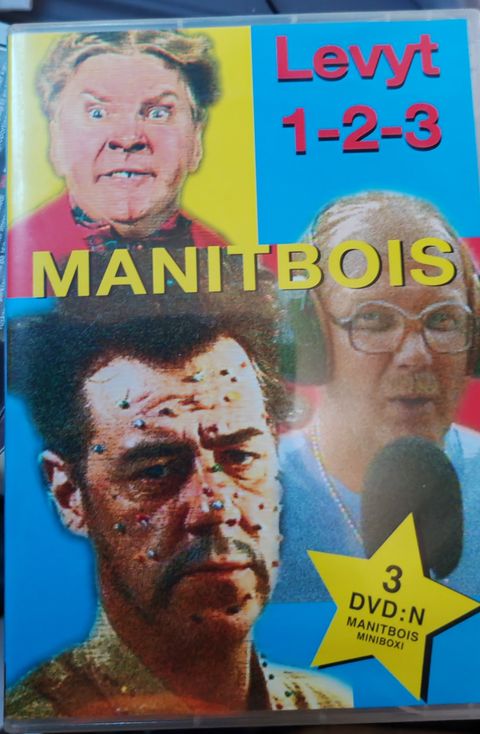 Levyt
1-2-3
MANITBOIS
3
DVD:N
MANITBOIS
MINIBOXI